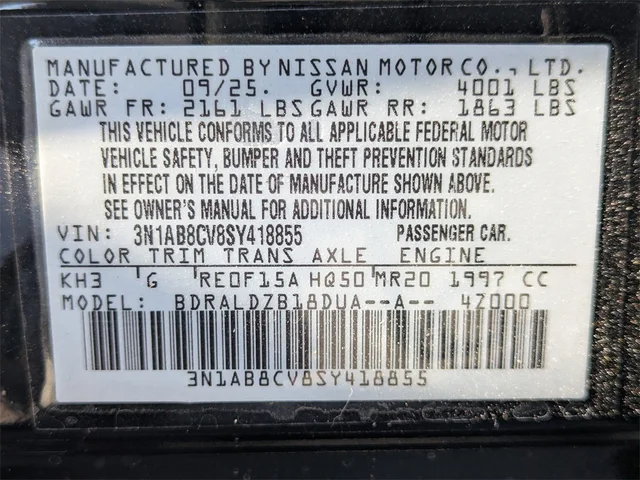 MANUFACTURED BY NISSAN MOTOR CO., LTD.
DATE: 09/25. GVWR: 4001 LBS
GAWR FR: 2161 LBS GAWR RR: 1863 LBS
THIS VEHICLE CONFORMS TO ALL APPLICABLE FEDERAL MOTOR
VEHICLE SAFETY, BUMPER AND THEFT PREVENTION STANDARDS
IN EFFECT ON THE DATE OF MANUFACTURE SHOWN ABOVE.
SEE OWNER'S MANUAL FOR ADDITIONAL INFORMATION.
VIN: 3N1AB8CV8SY418855 PASSENGER CAR.
COLOR TRIM TRANS AXLE ENGINE
KH3 G RE0F15A HQ50 MR20 1997 CC
MODEL: BDRALDZB18DUA--A-- 4Z000
3N1AB8CV8SY418855